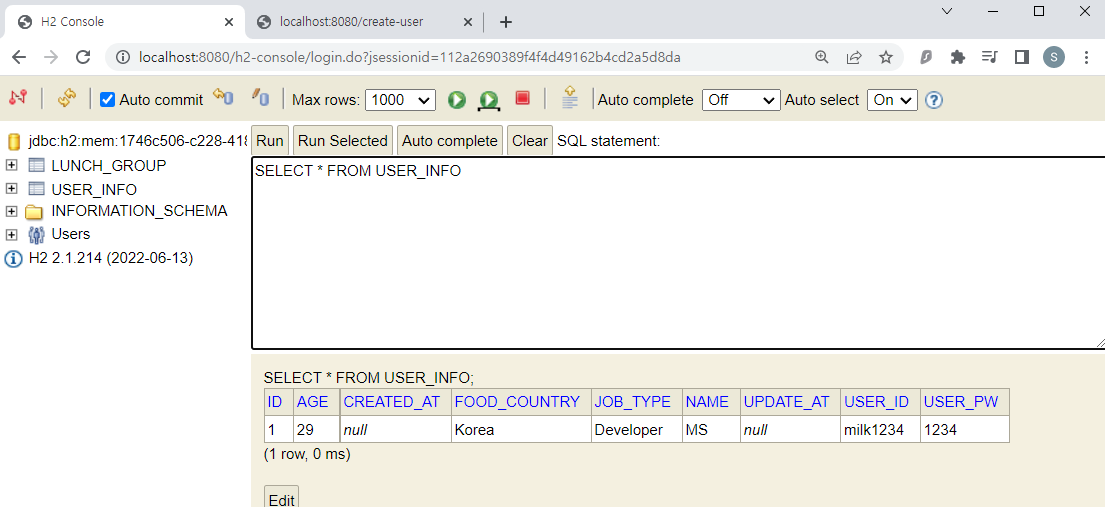 H2 Console
localhost:8080/create-user
localhost:8080/h2-console/login.do?jsessionid=112a2690389f4f4d49162b4cd2a5d8da
S
Auto commit Max rows: 1000 Auto complete Off Auto select On
jdbc:h2:mem:1746c506-c228-418
LUNCH_GROUP
USER_INFO
INFORMATION_SCHEMA
Users
H2 2.1.214 (2022-06-13)
Run Run Selected Auto complete Clear SQL statement:
SELECT * FROM USER_INFO
SELECT * FROM USER_INFO;
ID AGE CREATED_AT FOOD_COUNTRY JOB_TYPE NAME UPDATE_AT USER_ID USER_PW
1 29 null Korea Developer MS null milk1234 1234
(1 row, 0 ms)
Edit